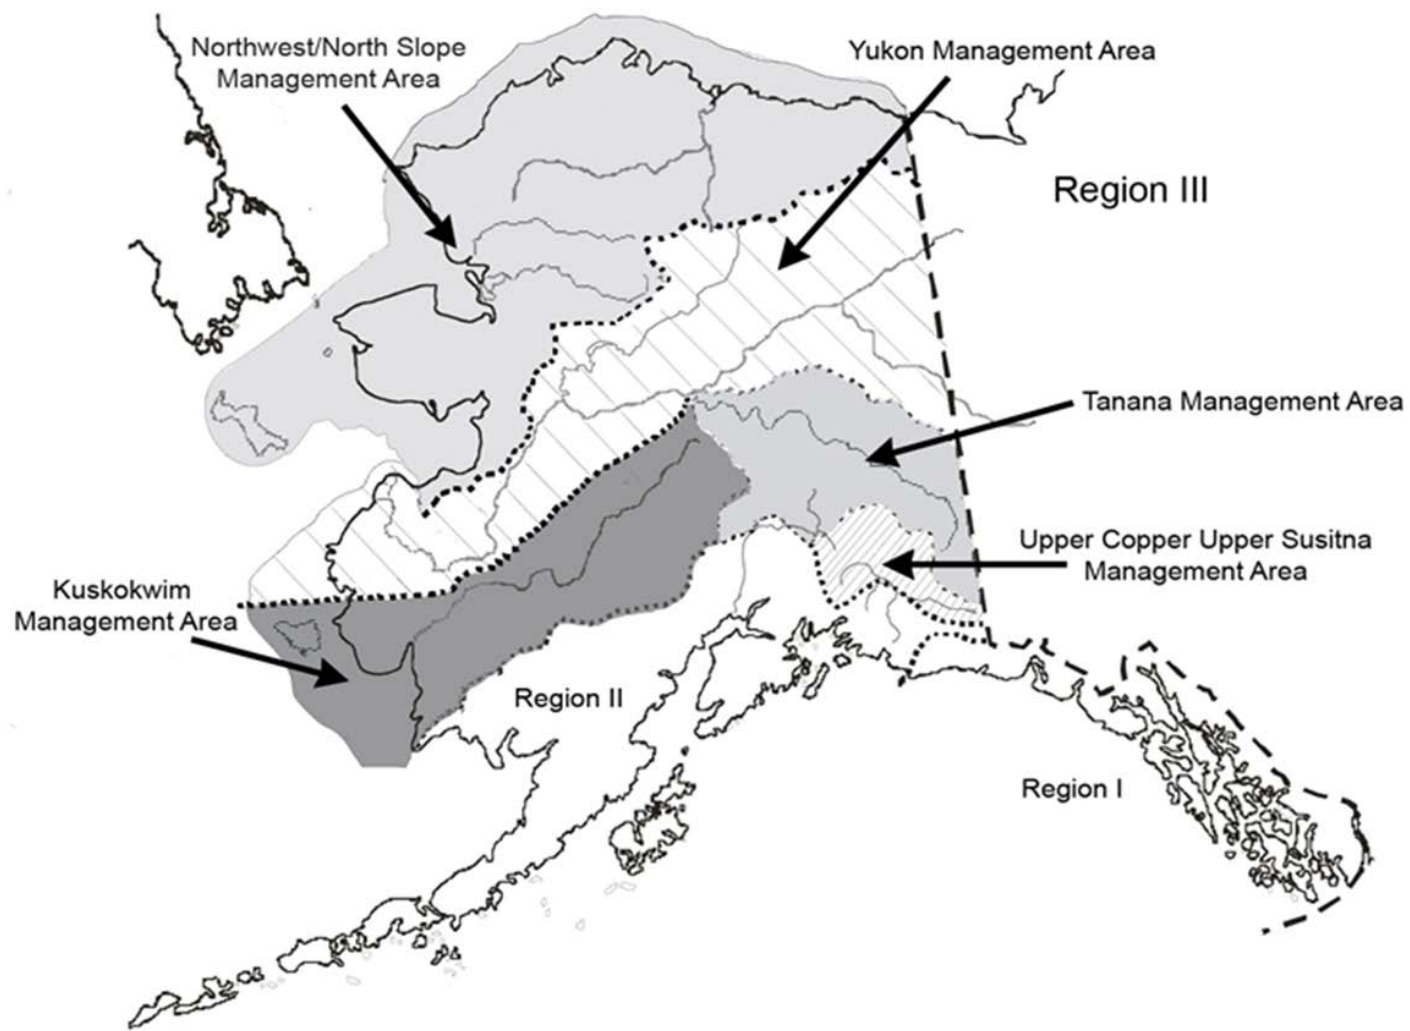 Northwest/North Slope
Management Area
Yukon Management Area
Region III
Tanana Management Area
Upper Copper Upper Susitna
Management Area
Kuskokwim
Management Area
Region II
Region I